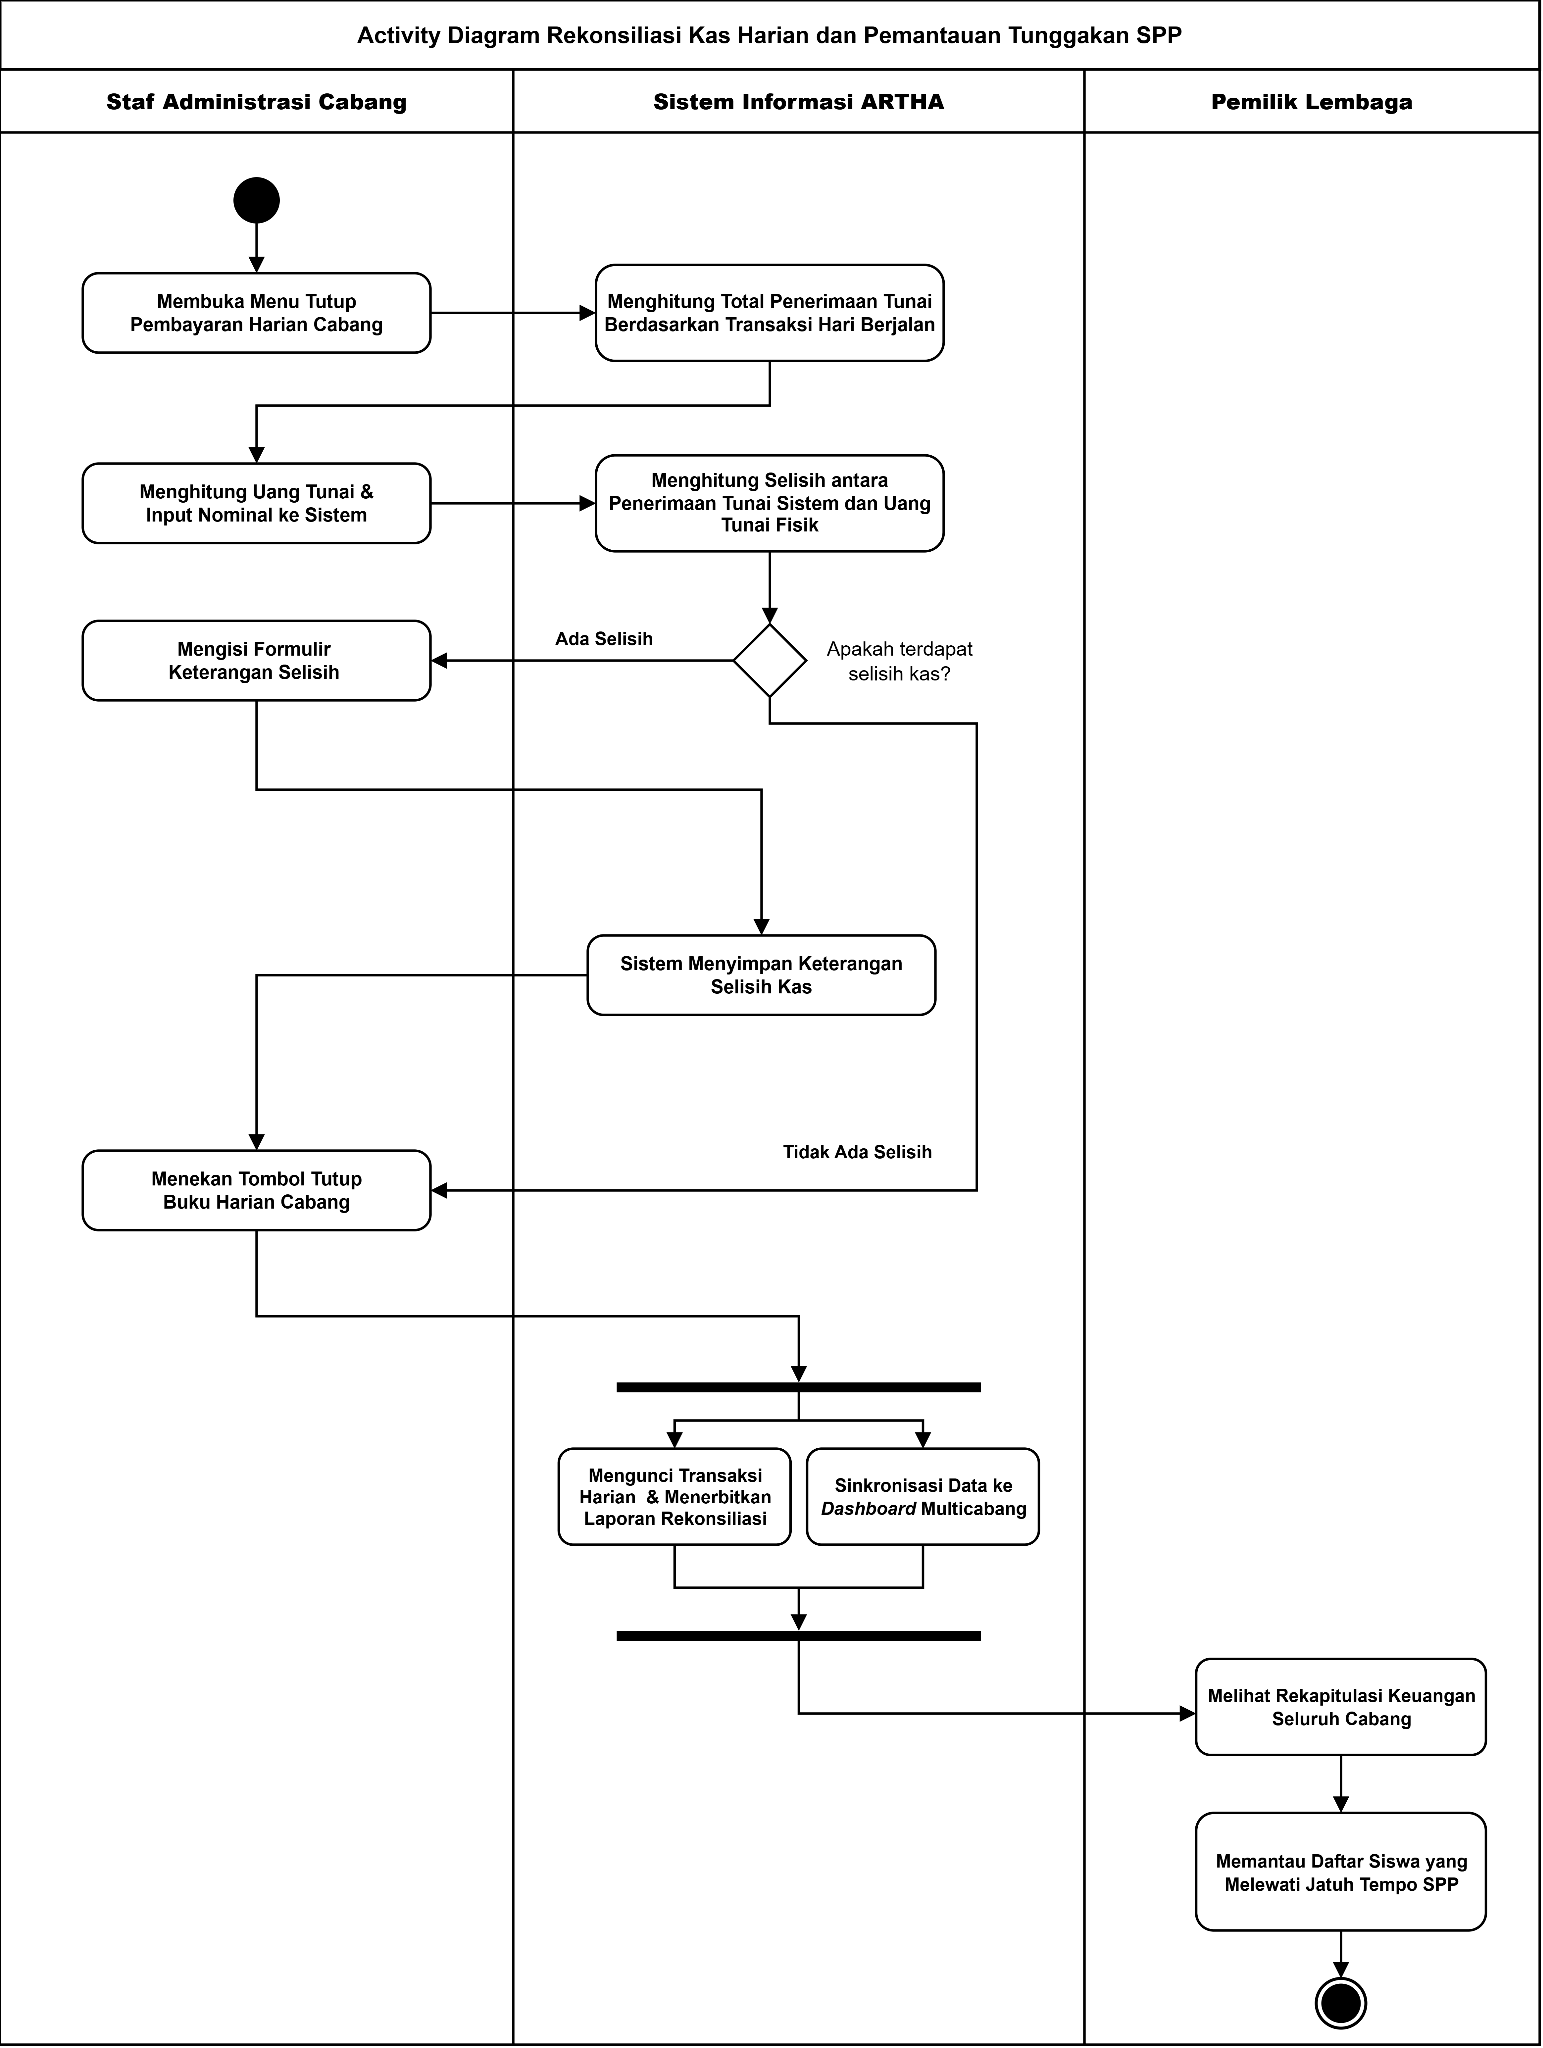 Activity Diagram Rekonsiliasi Kas Harian dan Pemantauan Tunggakan SPP
Staf Administrasi Cabang
Sistem Informasi ARTHA
Pemilik Lembaga
Membuka Menu Tutup
Pembayaran Harian Cabang
Menghitung Total Penerimaan Tunai
Berdasarkan Transaksi Hari Berjalan
Menghitung Uang Tunai &
Input Nominal ke Sistem
Menghitung Selisih antara
Penerimaan Tunai Sistem dan Uang
Tunai Fisik
Mengisi Formulir
Keterangan Selisih
Ada Selisih
Apakah terdapat
selisih kas?
Sistem Menyimpan Keterangan
Selisih Kas
Tidak Ada Selisih
Menekan Tombol Tutup
Buku Harian Cabang
Mengunci Transaksi
Harian & Menerbitkan
Laporan Rekonsiliasi
Sinkronisasi Data ke
Dashboard Multicabang
Melihat Rekapitulasi Keuangan
Seluruh Cabang
Memantau Daftar Siswa yang
Melewati Jatuh Tempo SPP